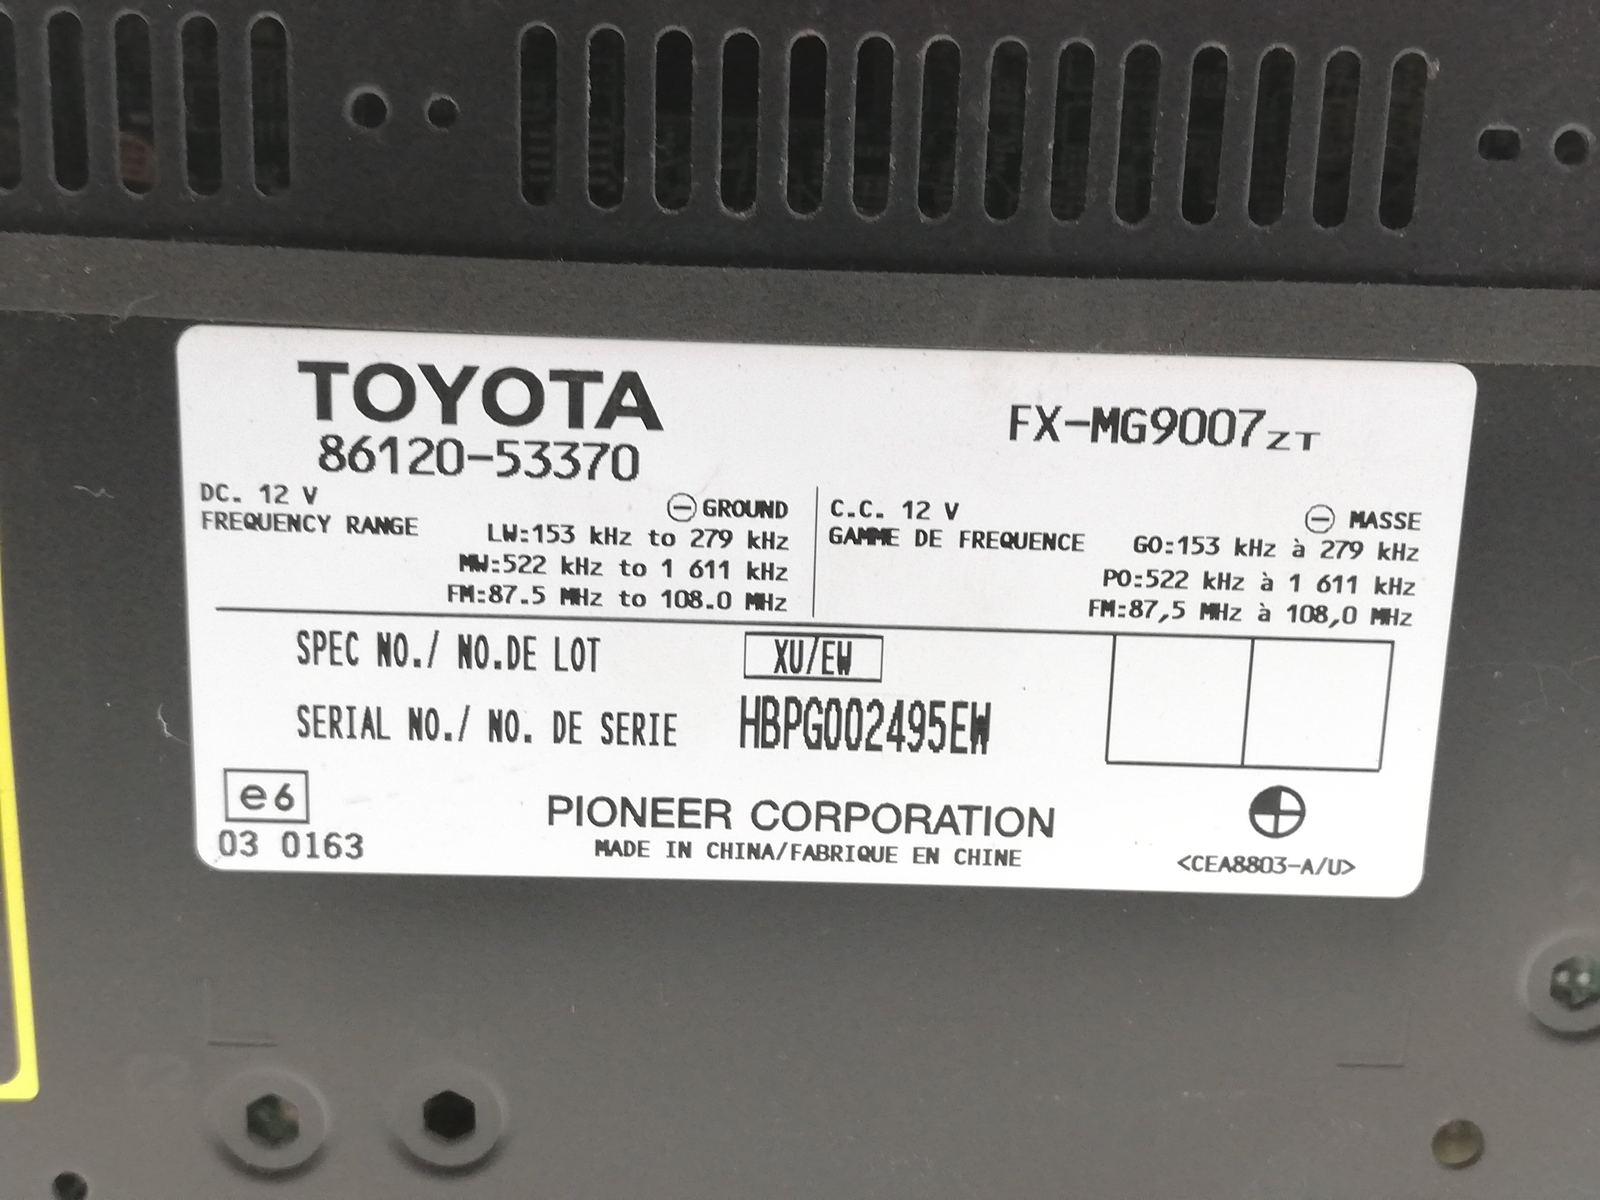 TOYOTA
86120-53370
FX-MG9007ZT
DC. 12 V
⊖ GROUND
FREQUENCY RANGE
LW:153 kHz to 279 kHz
MW:522 kHz to 1 611 kHz
FM:87.5 MHz to 108.0 MHz
C.C. 12 V
⊖ MASSE
GAMME DE FREQUENCE
GO:153 kHz à 279 kHz
PO:522 kHz à 1 611 kHz
FM:87,5 MHz à 108,0 MHz
SPEC NO./ NO.DE LOT XU/EW
SERIAL NO./ NO. DE SERIE HBPG002495EW
e6
03 0163
PIONEER CORPORATION
MADE IN CHINA/FABRIQUE EN CHINE
<CEA8803-A/U>